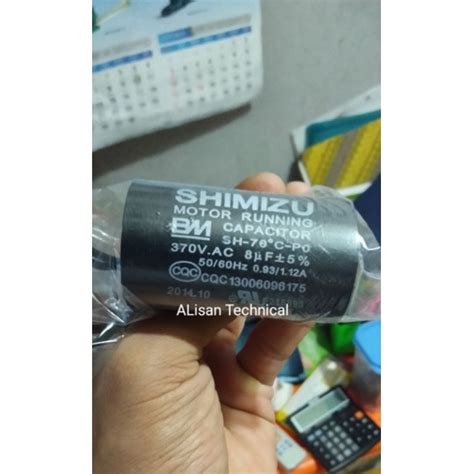 SHIMIZU
MOTOR RUNNING
BM CAPACITOR
SH-70°C-P0
370V.AC 8µF±5%
50/60Hz 0.93/1.12A
CQC CQC13006096175
2014.10
ALisan Technical